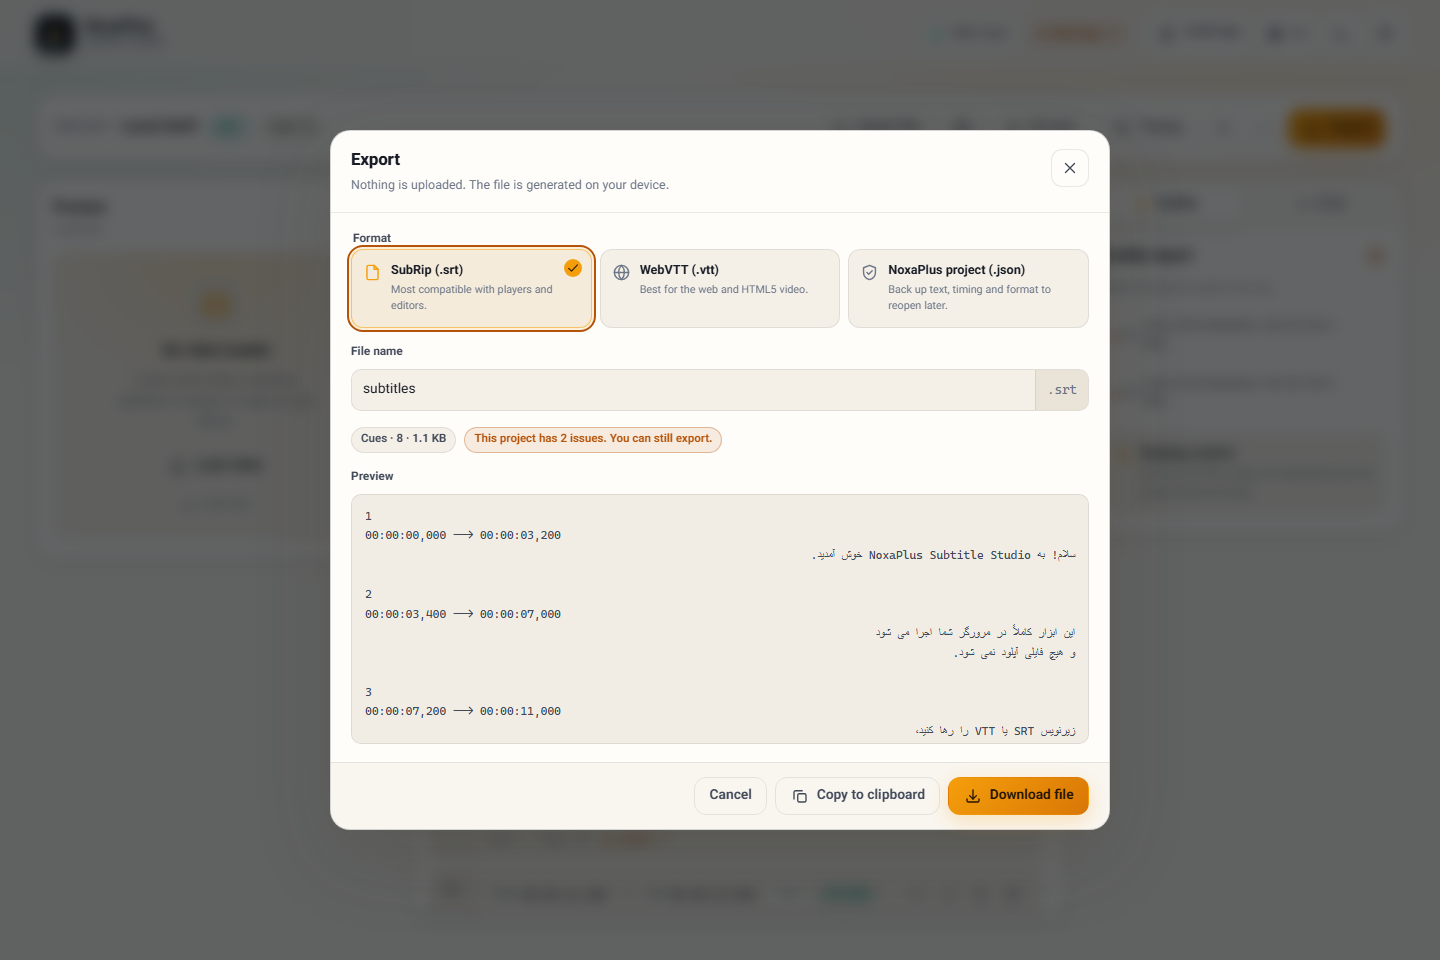 Export
Nothing is uploaded. The file is generated on your device.
Format
SubRip (.srt)
Most compatible with players and
editors.
WebVTT (.vtt)
Best for the web and HTML5 video.
NoxaPlus project (.json)
Back up text, timing and format to
reopen later.
File name
subtitles
.srt
Cues · 8 · 1.1 KB
This project has 2 issues. You can still export.
Preview
1
00:00:00,000 --> 00:00:03,200
سلام! به NoxaPlus Subtitle Studio خوش آمدید.
2
00:00:03,400 --> 00:00:07,000
این ابزار کاملاً در مرورگر شما اجرا می شود
و هیچ فایلی آپلود نمی شود.
3
00:00:07,200 --> 00:00:11,000
زیرنویس SRT یا VTT را رها کنید،
Cancel
Copy to clipboard
Download file